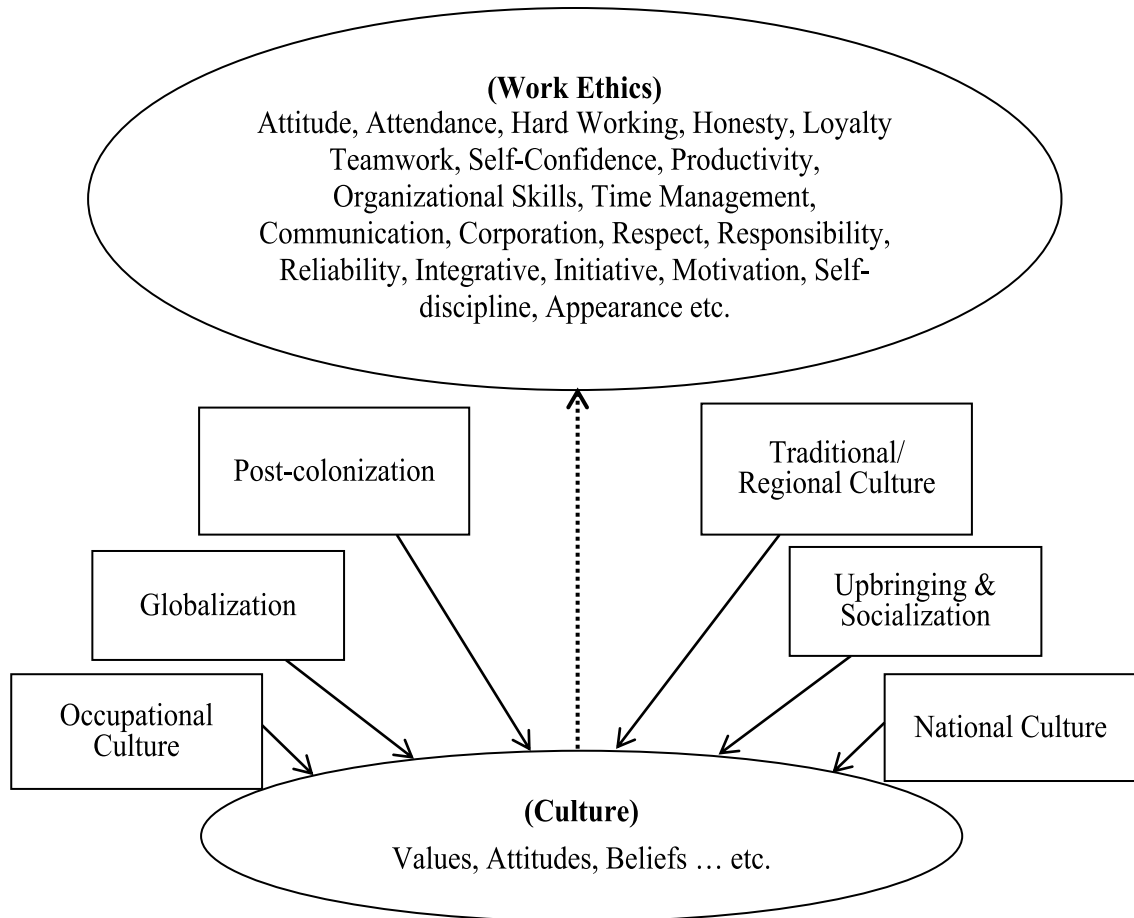 (Work Ethics)
Attitude, Attendance, Hard Working, Honesty, Loyalty
Teamwork, Self-Confidence, Productivity,
Organizational Skills, Time Management,
Communication, Corporation, Respect, Responsibility,
Reliability, Integrative, Initiative, Motivation, Self-
discipline, Appearance etc.
Post-colonization
Traditional/
Regional Culture
Globalization
Upbringing &
Socialization
Occupational
Culture
National Culture
(Culture)
Values, Attitudes, Beliefs … etc.